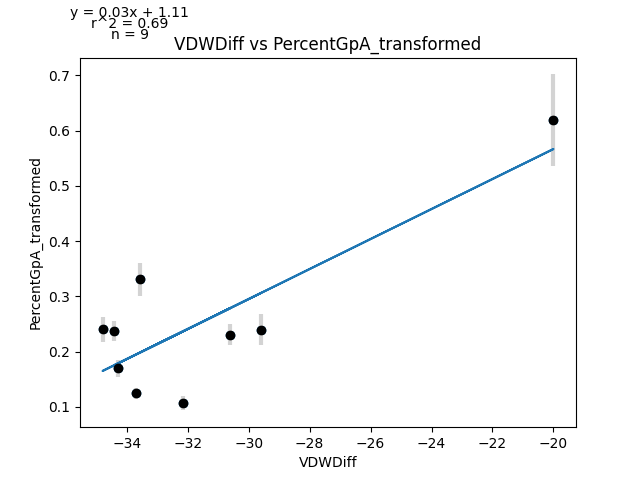 y = 0.03x + 1.11
r^2 = 0.69
n = 9
VDWDiff vs PercentGpA_transformed
0.7
0.6
0.5
0.4
0.3
0.2
0.1
PercentGpA_transformed
−34 −32 −30 −28 −26 −24 −22 −20
VDWDiff